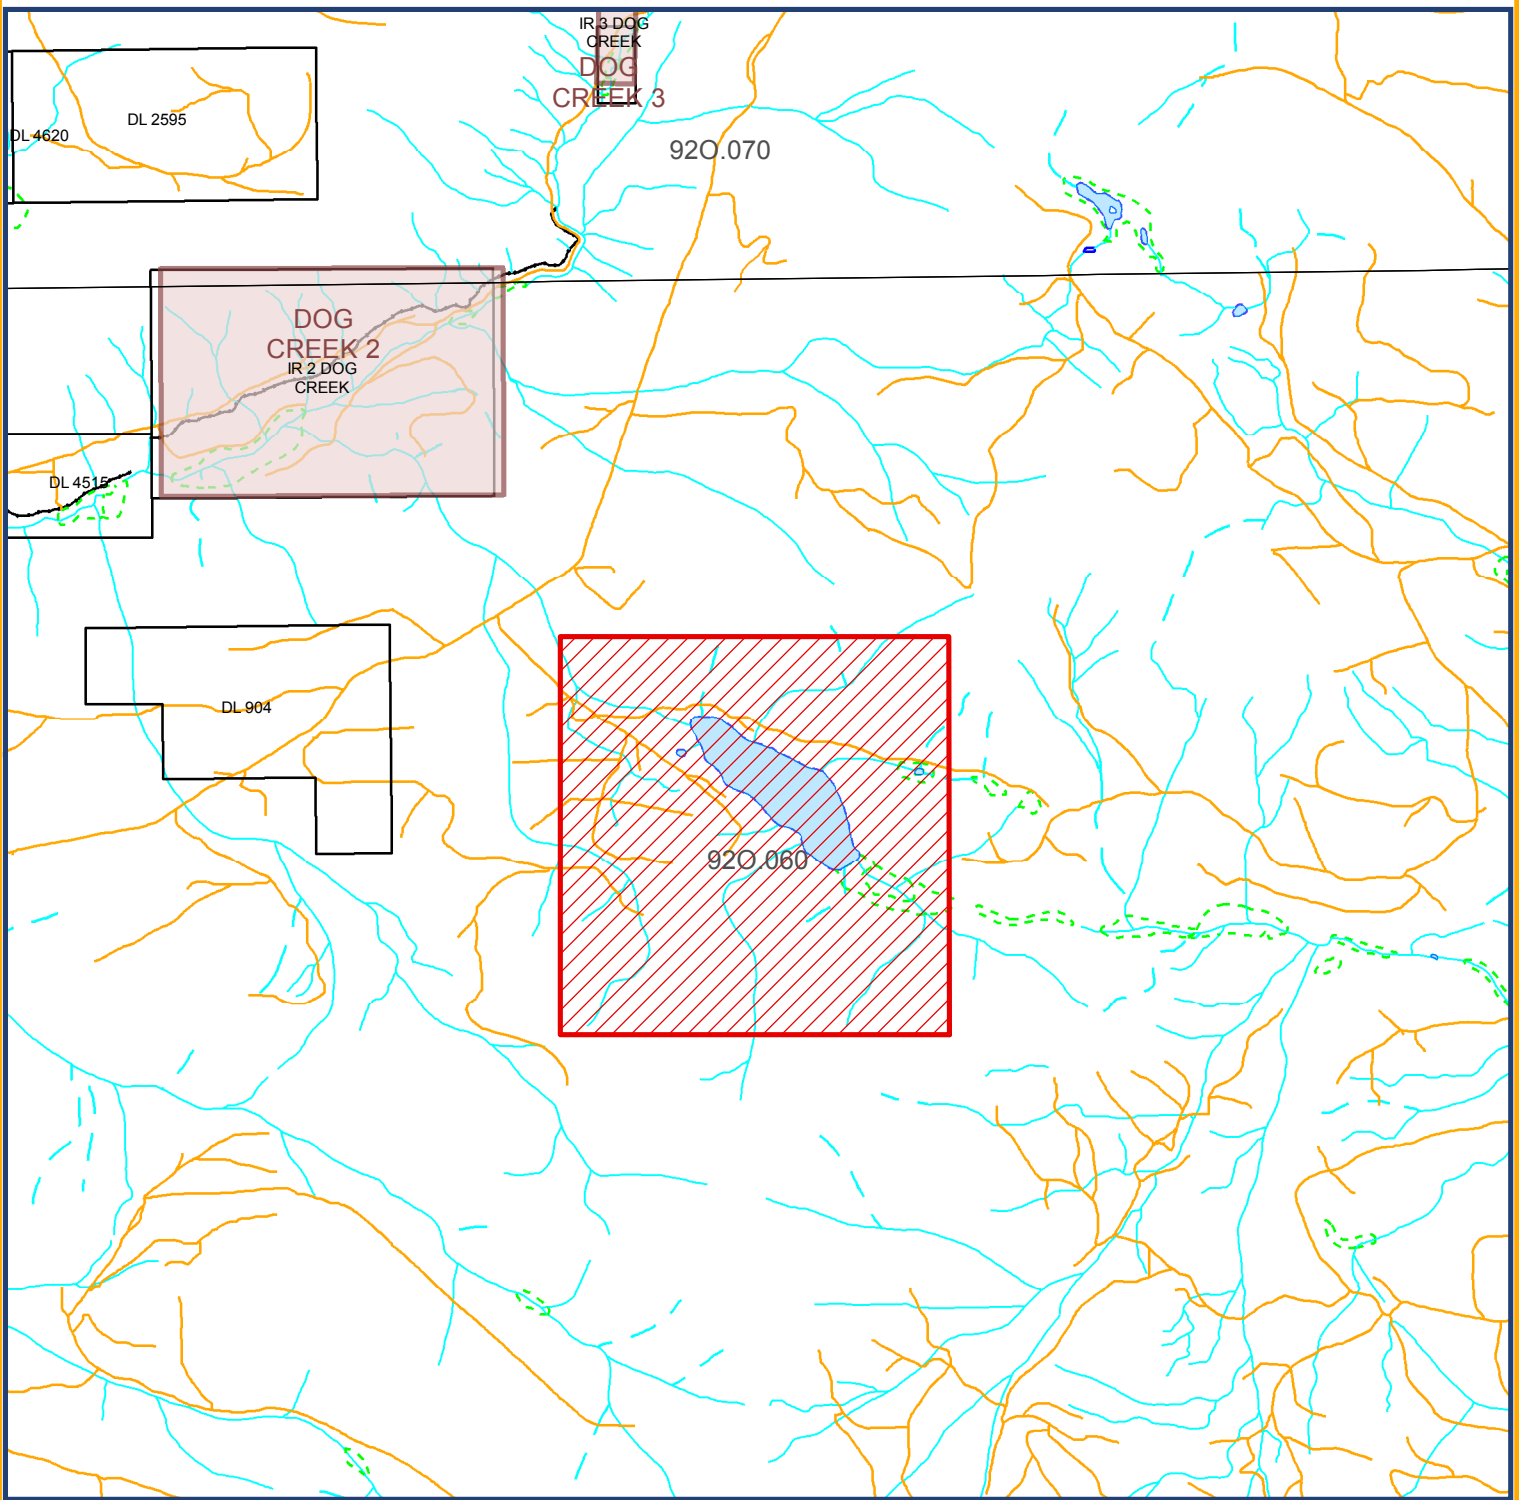 IR 3 DOG
CREEK
DOG
CREEK 3
DL 2595
DL 4620
92O.070
DOG
CREEK 2
IR 2 DOG
CREEK
DL 4515
DL 904
92O.060